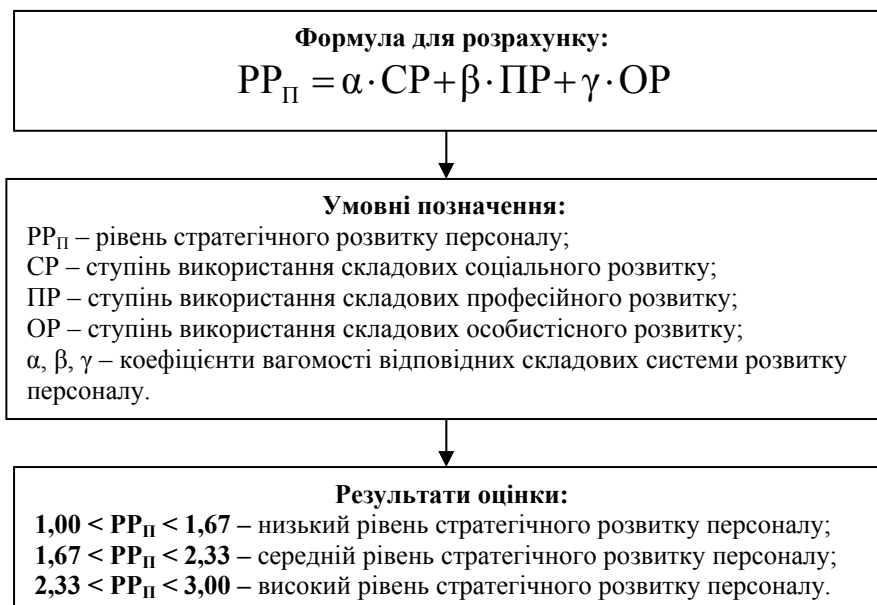 Формула для розрахунку:
РР_П = α·СР+β·ПР+γ·ОР
Умовні позначення:
РР_П – рівень стратегічного розвитку персоналу;
СР – ступінь використання складових соціального розвитку;
ПР – ступінь використання складових професійного розвитку;
ОР – ступінь використання складових особистісного розвитку;
α, β, γ – коефіцієнти вагомості відповідних складових системи розвитку
персоналу.
Результати оцінки:
1,00 < РР_П < 1,67 – низький рівень стратегічного розвитку персоналу;
1,67 < РР_П < 2,33 – середній рівень стратегічного розвитку персоналу;
2,33 < РР_П < 3,00 – високий рівень стратегічного розвитку персоналу.